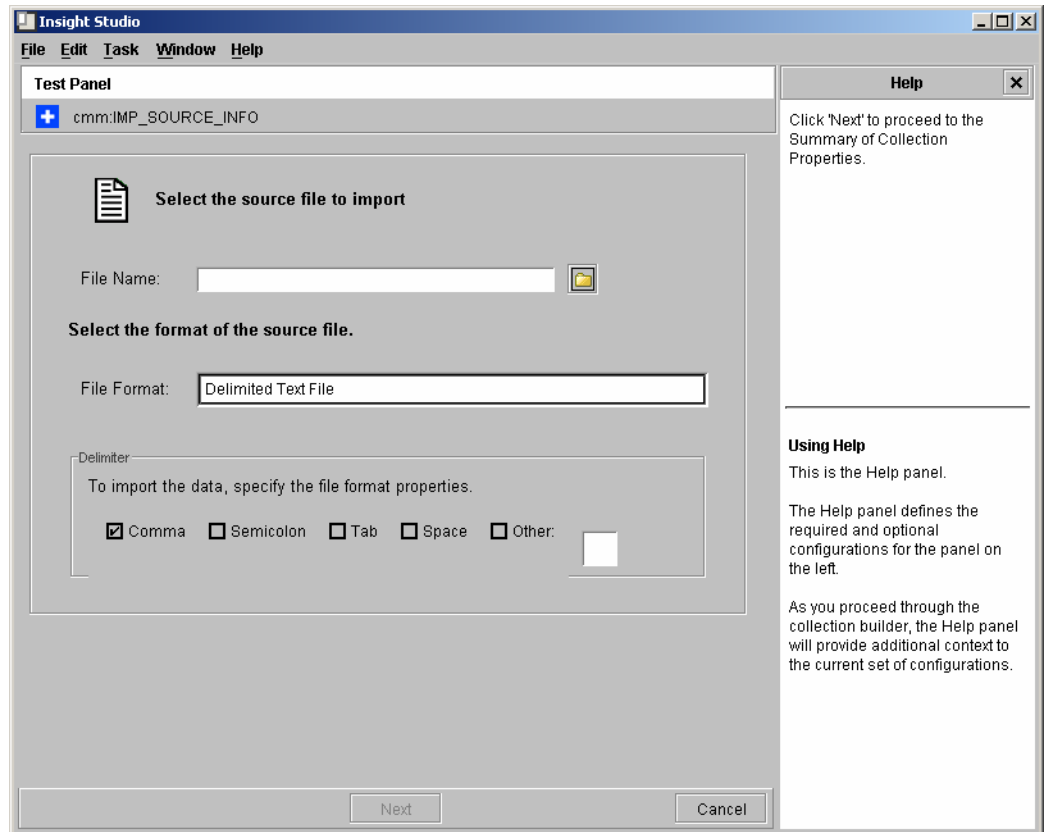 Insight Studio
File Edit Task Window Help
Test Panel
cmm:IMP_SOURCE_INFO
Select the source file to import
File Name:
Select the format of the source file.
File Format: Delimited Text File
Delimiter
To import the data, specify the file format properties.
Comma Semicolon Tab Space Other:
Next Cancel
Help
Click 'Next' to proceed to the
Summary of Collection
Properties.
Using Help
This is the Help panel.
The Help panel defines the
required and optional
configurations for the panel on
the left.
As you proceed through the
collection builder, the Help panel
will provide additional context to
the current set of configurations.